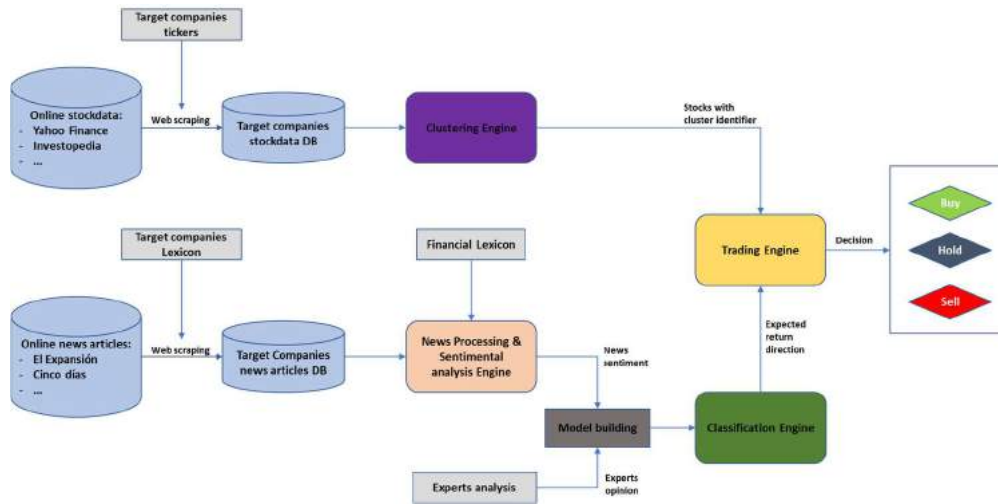 Target companies
tickers
Online stockdata:
- Yahoo Finance
- Investopedia
- ...
Web scraping
Target companies
stockdata DB
Clustering Engine
Stocks with
cluster identifier
Target companies
Lexicon
Financial Lexicon
Trading Engine
Decision
Buy
Hold
Sell
Online news articles:
- El Expansión
- Cinco días
- ...
Web scraping
Target Companies
news articles DB
News Processing &
Sentimental
analysis Engine
News
sentiment
Expected
return
direction
Model building
Classification Engine
Experts analysis
Experts
opinion